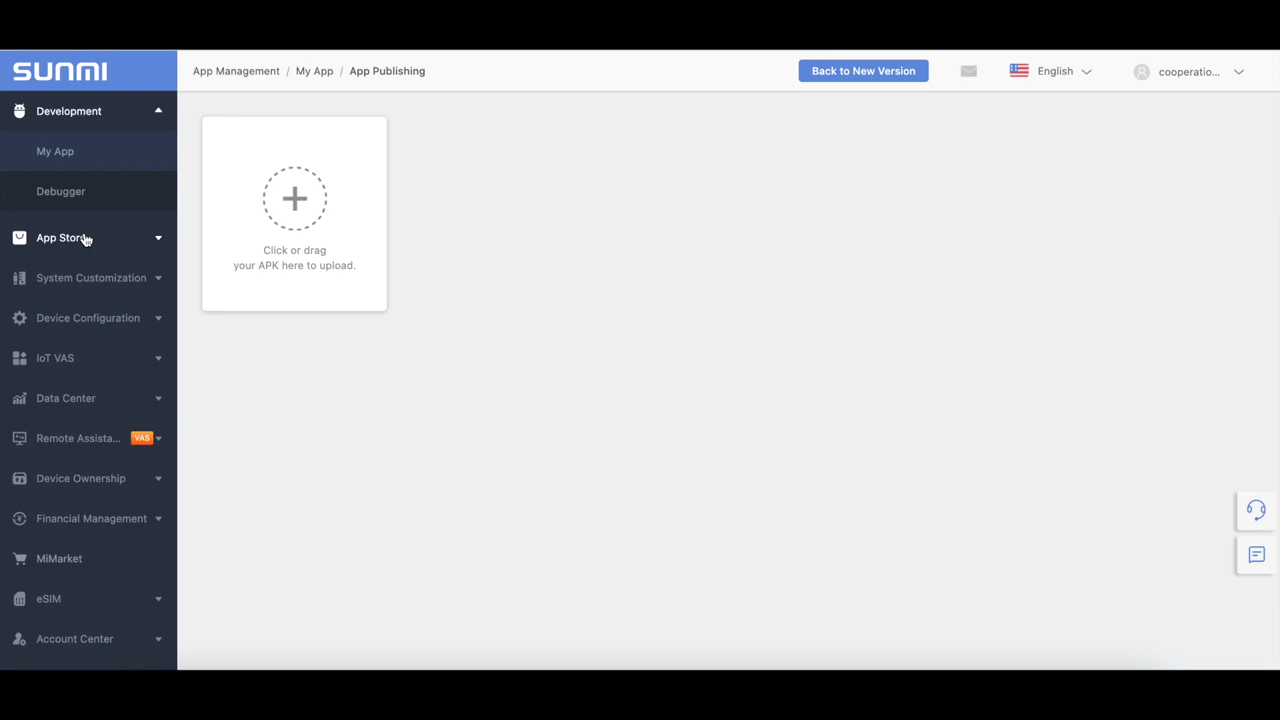 SUNMI
App Management / My App / App Publishing
Back to New Version
English
cooperatio...
Development
My App
Debugger
App Store
System Customization
Device Configuration
IoT VAS
Data Center
Remote Assista... VAS
Device Ownership
Financial Management
MiMarket
eSIM
Account Center
Click or drag
your APK here to upload.